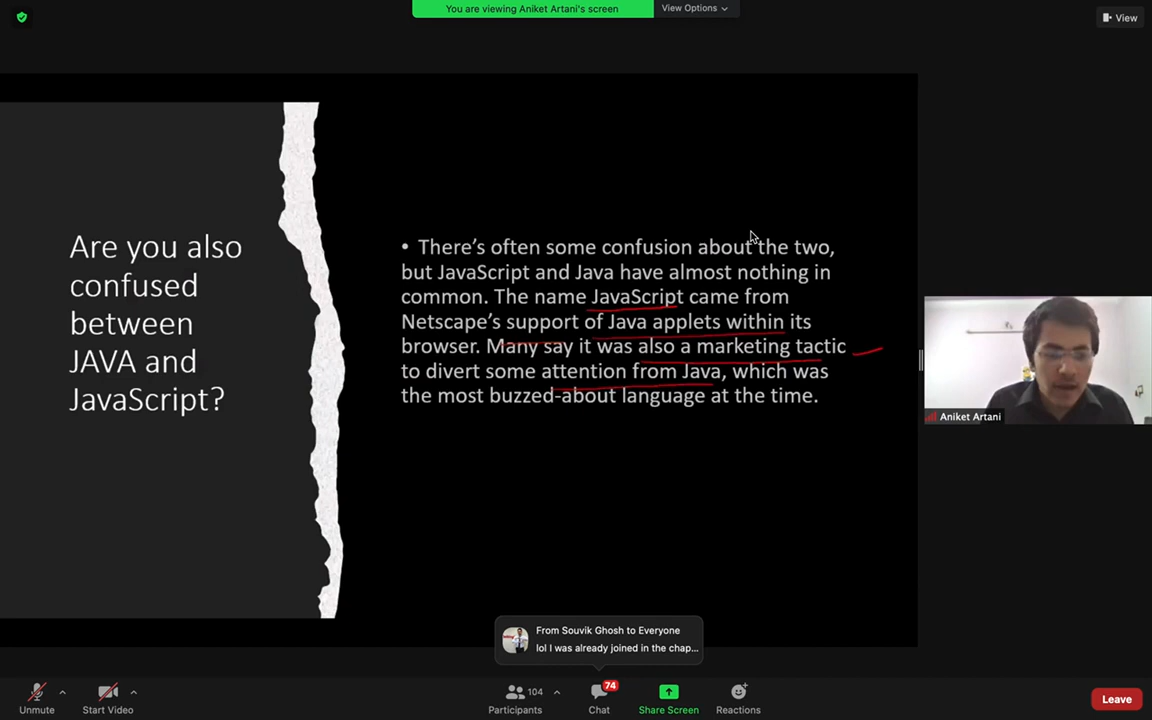 You are viewing Aniket Artani's screen
View Options
View
Are you also
confused
between
JAVA and
JavaScript?
• There's often some confusion about the two,
but JavaScript and Java have almost nothing in
common. The name JavaScript came from
Netscape's support of Java applets within its
browser. Many say it was also a marketing tactic
to divert some attention from Java, which was
the most buzzed-about language at the time.
Aniket Artani
From Souvik Ghosh to Everyone
lol I was already joined in the chap...
Unmute
Start Video
104
Participants
74
Chat
Share Screen
Reactions
Leave